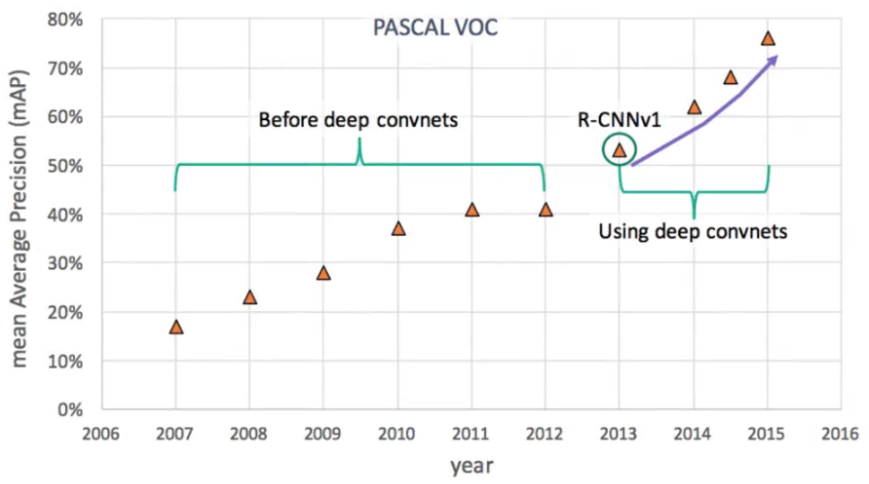 PASCAL VOC
80%
70%
60%
50%
40%
30%
20%
10%
0%
mean Average Precision (mAP)
Before deep convnets
R-CNNv1
Using deep convnets
2006 2007 2008 2009 2010 2011 2012 2013 2014 2015 2016
year